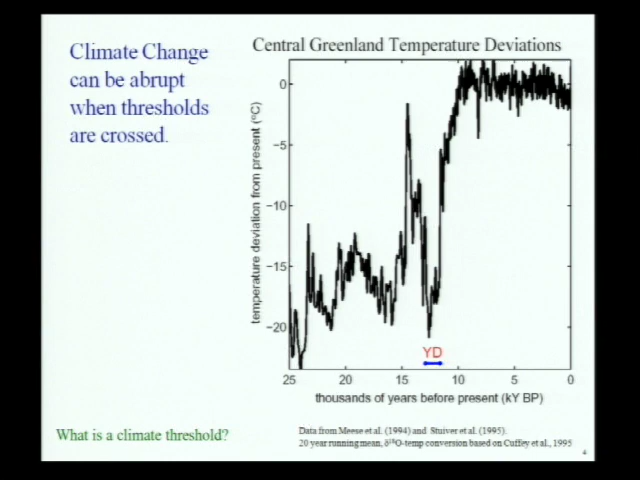 Climate Change
can be abrupt
when thresholds
are crossed.
Central Greenland Temperature Deviations
temperature deviation from present (°C)
0
−5
−10
−15
−20
YD
25 20 15 10 5 0
thousands of years before present (kY BP)
What is a climate threshold?
Data from Meese et al. (1994) and Stuiver et al. (1995).
20 year running mean, δ¹⁸O-temp conversion based on Cuffey et al., 1995
4